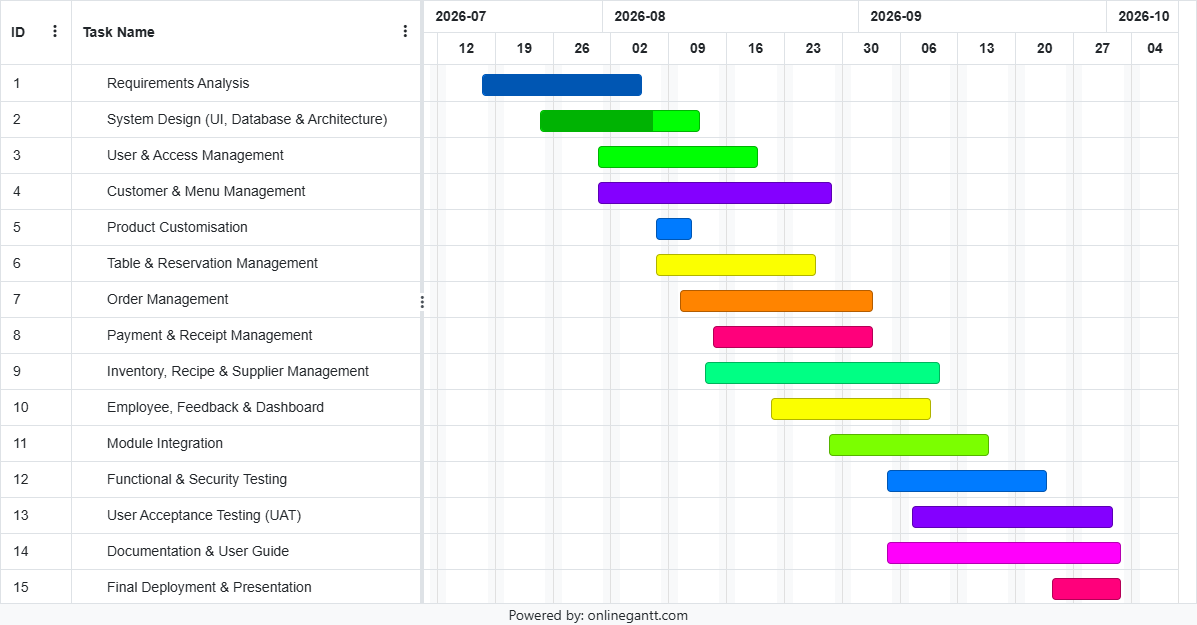 2026-07 2026-08 2026-09 2026-10
ID Task Name
12 19 26 02 09 16 23 30 06 13 20 27 04
1 Requirements Analysis
2 System Design (UI, Database & Architecture)
3 User & Access Management
4 Customer & Menu Management
5 Product Customisation
6 Table & Reservation Management
7 Order Management
8 Payment & Receipt Management
9 Inventory, Recipe & Supplier Management
10 Employee, Feedback & Dashboard
11 Module Integration
12 Functional & Security Testing
13 User Acceptance Testing (UAT)
14 Documentation & User Guide
15 Final Deployment & Presentation
Powered by: onlinegantt.com